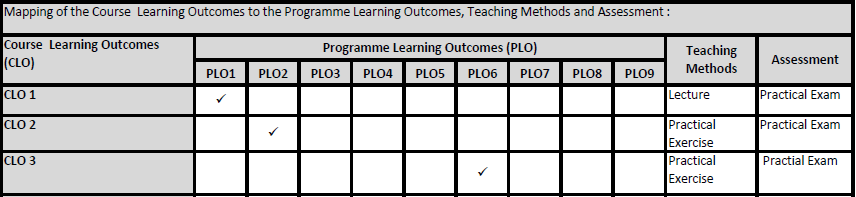 Mapping of the Course Learning Outcomes to the Programme Learning Outcomes, Teaching Methods and Assessment :
Course Learning Outcomes (CLO)
Programme Learning Outcomes (PLO)
Teaching Methods
Assessment
PLO1 PLO2 PLO3 PLO4 PLO5 PLO6 PLO7 PLO8 PLO9
CLO 1 ✓ Lecture Practical Exam
CLO 2 ✓ Practical Exercise Practical Exam
CLO 3 ✓ Practical Exercise Practial Exam